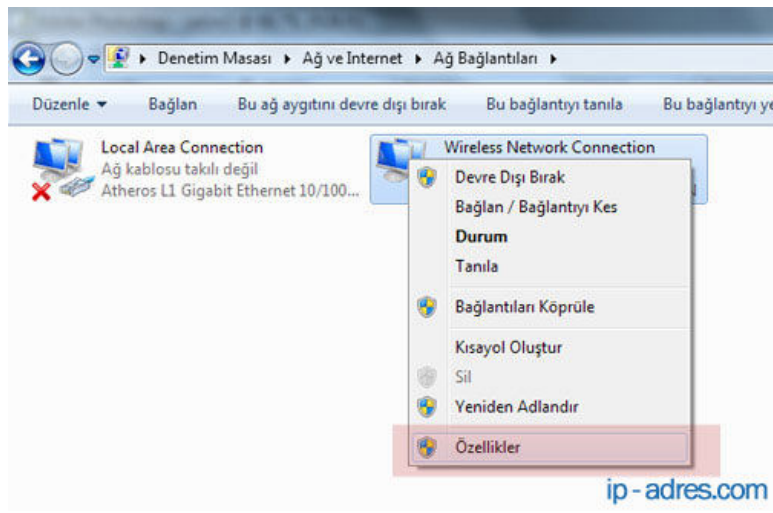 Denetim Masası ▸ Ağ ve Internet ▸ Ağ Bağlantıları ▸
Düzenle Bağlan Bu ağ aygıtını devre dışı bırak Bu bağlantıyı tanıla Bu bağlantıyı
Local Area Connection
Ağ kablosu takılı değil
Atheros L1 Gigabit Ethernet 10/100...
Wireless Network Connection
Devre Dışı Bırak
Bağlan / Bağlantıyı Kes
Durum
Tanıla
Bağlantıları Köprüle
Kısayol Oluştur
Sil
Yeniden Adlandır
Özellikler
ip-adres.com